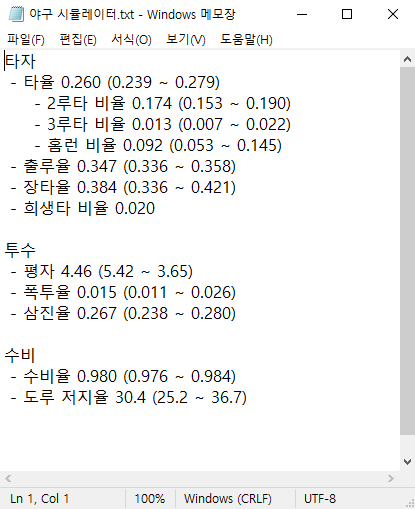 야구 시뮬레이터.txt - Windows 메모장
파일(F) 편집(E) 서식(O) 보기(V) 도움말(H)
타자
- 타율 0.260 (0.239 ~ 0.279)
- 2루타 비율 0.174 (0.153 ~ 0.190)
- 3루타 비율 0.013 (0.007 ~ 0.022)
- 홈런 비율 0.092 (0.053 ~ 0.145)
- 출루율 0.347 (0.336 ~ 0.358)
- 장타율 0.384 (0.336 ~ 0.421)
- 희생타 비율 0.020
투수
- 평자 4.46 (5.42 ~ 3.65)
- 폭투율 0.015 (0.011 ~ 0.026)
- 삼진율 0.267 (0.238 ~ 0.280)
수비
- 수비율 0.980 (0.976 ~ 0.984)
- 도루 저지율 30.4 (25.2 ~ 36.7)
Ln 1, Col 1 100% Windows (CRLF) UTF-8